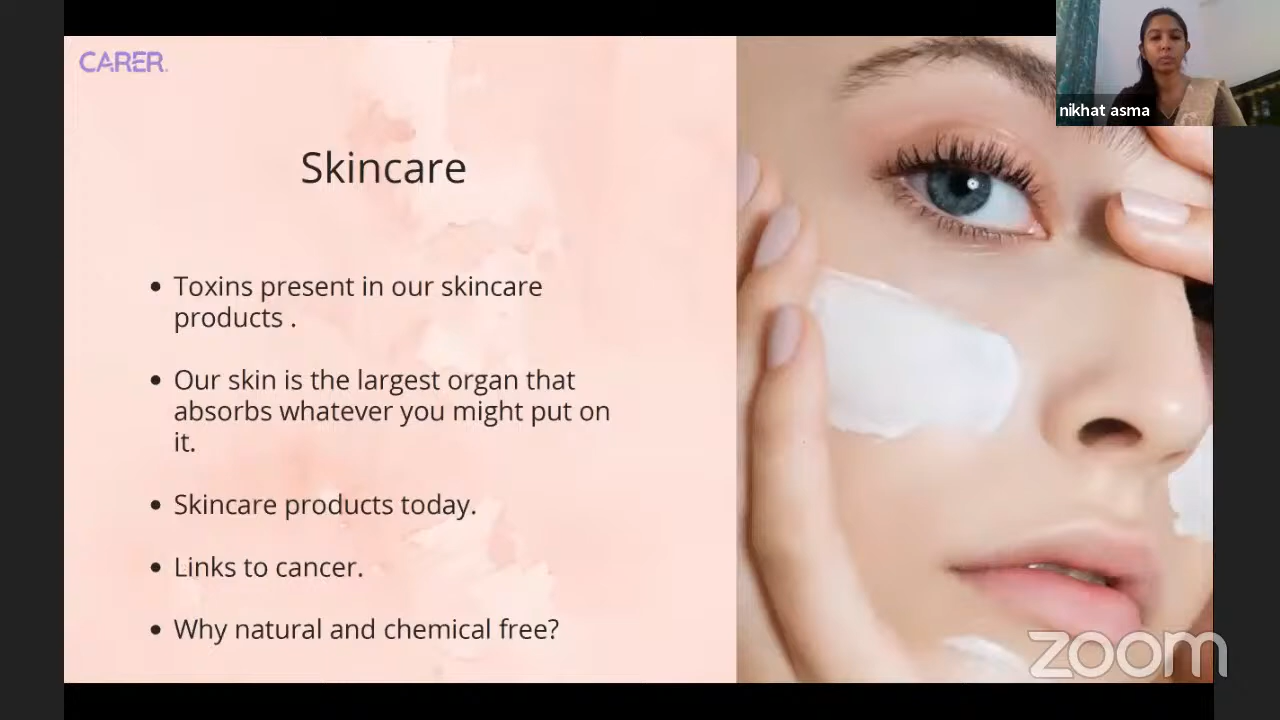 CARER.
nikhat asma
Skincare
• Toxins present in our skincare
products .
• Our skin is the largest organ that
absorbs whatever you might put on
it.
• Skincare products today.
• Links to cancer.
• Why natural and chemical free?
zoom